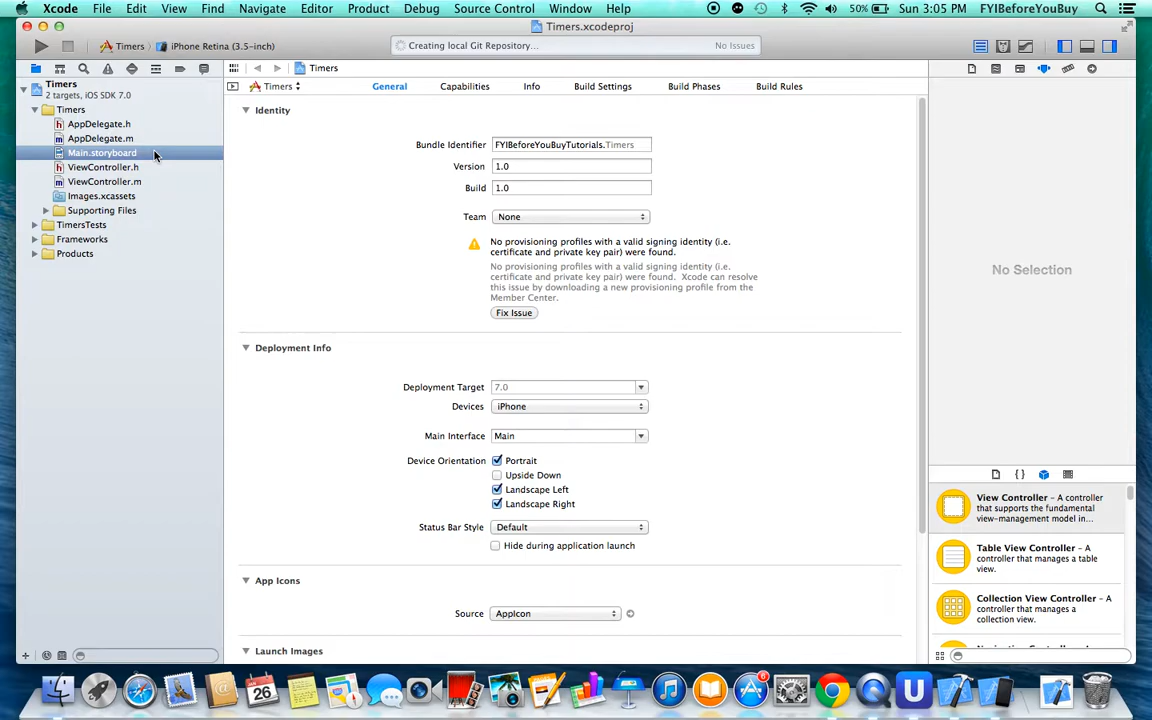 Xcode File Edit View Find Navigate Editor Product Debug Source Control Window Help 50% Sun 3:05 PM FYIBeforeYouBuy
Timers.xcodeproj
Timers iPhone Retina (3.5-inch) Creating local Git Repository... No Issues
Timers
2 targets, iOS SDK 7.0
Timers
AppDelegate.h
AppDelegate.m
Main.storyboard
ViewController.h
ViewController.m
Images.xcassets
Supporting Files
TimersTests
Frameworks
Products
Timers
Timers General Capabilities Info Build Settings Build Phases Build Rules
Identity
Bundle Identifier FYIBeforeYouBuyTutorials.Timers
Version 1.0
Build 1.0
Team None
No provisioning profiles with a valid signing identity (i.e.
certificate and private key pair) were found.
No provisioning profiles with a valid signing identity (i.e.
certificate and private key pair) were found. Xcode can resolve
this issue by downloading a new provisioning profile from the
Member Center.
Fix Issue
Deployment Info
Deployment Target 7.0
Devices iPhone
Main Interface Main
Device Orientation Portrait
Upside Down
Landscape Left
Landscape Right
Status Bar Style Default
Hide during application launch
App Icons
Source AppIcon
Launch Images
No Selection
View Controller – A controller
that supports the fundamental
view-management model in...
Table View Controller – A
controller that manages a table
view.
Collection View Controller – A
controller that manages a
collection view.
26
6
U